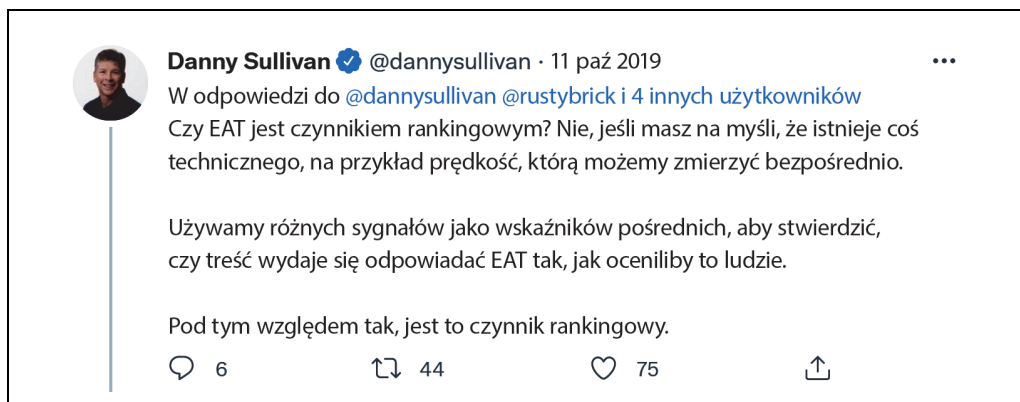 Danny Sullivan @dannysullivan · 11 paź 2019
W odpowiedzi do @dannysullivan @rustybrick i 4 innych użytkowników
Czy EAT jest czynnikiem rankingowym? Nie, jeśli masz na myśli, że istnieje coś
technicznego, na przykład prędkość, którą możemy zmierzyć bezpośrednio.
Używamy różnych sygnałów jako wskaźników pośrednich, aby stwierdzić,
czy treść wydaje się odpowiadać EAT tak, jak oceniliby to ludzie.
Pod tym względem tak, jest to czynnik rankingowy.
6 44 75